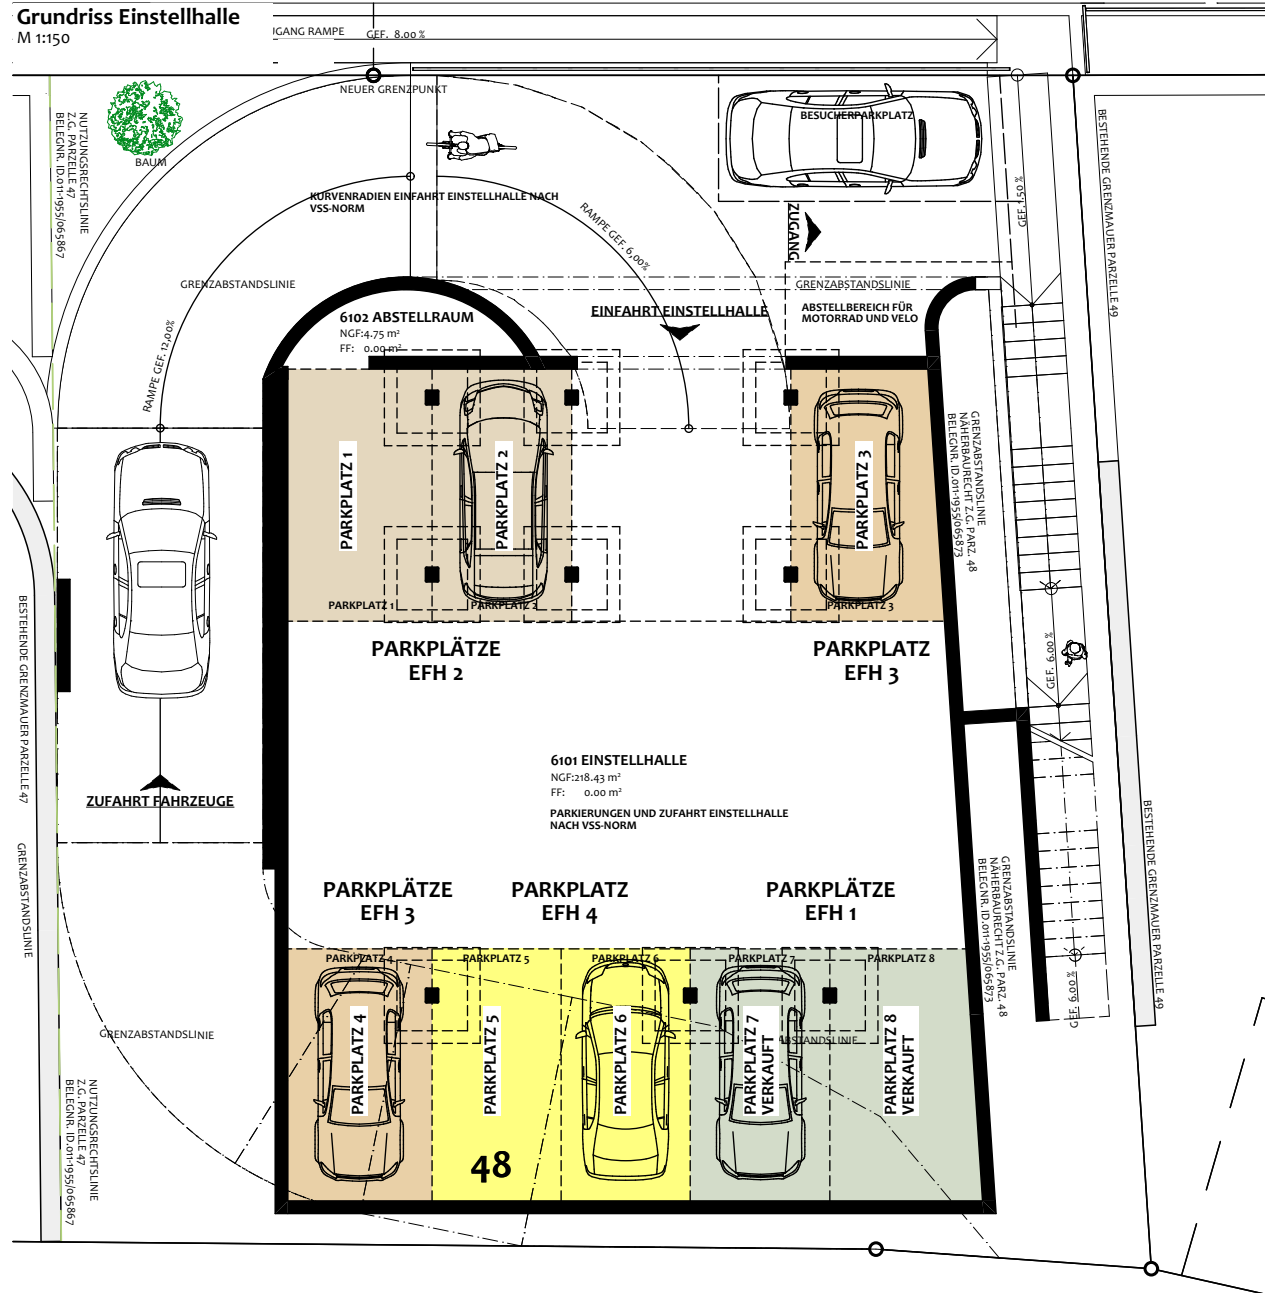 Grundriss Einstellhalle
M 1:150
UGANG RAMPE
GEF. 8.00 %
NEUER GRENZPUNKT
BESUCHERPARKPLATZ
BAUM
NUTZUNGSRECHTSLINIE
Z.G. PARZELLE 47
BELEGNR. ID.011-1955/065867
KURVENRADIEN EINFAHRT EINSTELLHALLE NACH
VSS-NORM
RAMPE GEF. 6,00%
ZUGANG
BESTEHENDE GRENZMAUER PARZELLE 49
GRENZABSTANDSLINIE
GRENZABSTANDSLINIE
6102 ABSTELLRAUM
NGF:4.75 m²
FF: 0.00 m²
EINFAHRT EINSTELLHALLE
ABSTELLBEREICH FÜR
MOTORRAD UND VELO
RAMPE GEF. 12,00%
PARKPLATZ 1
PARKPLATZ 2
PARKPLATZ 3
GRENZABSTANDSLINIE
NÄHERBAURECHT Z.G. PARZ. 48
BELEGNR. ID.011-1955/065873
PARKPLATZ 1
PARKPLATZ 2
PARKPLATZ 3
PARKPLÄTZE
EFH 2
PARKPLATZ
EFH 3
GEF. 6.00 %
BESTEHENDE GRENZMAUER PARZELLE 47
6101 EINSTELLHALLE
NGF:218.43 m²
FF: 0.00 m²
PARKIERUNGEN UND ZUFAHRT EINSTELLHALLE
NACH VSS-NORM
ZUFAHRT FAHRZEUGE
GRENZABSTANDSLINIE
PARKPLÄTZE
EFH 3
PARKPLATZ
EFH 4
PARKPLÄTZE
EFH 1
GRENZABSTANDSLINIE
NÄHERBAURECHT Z.G. PARZ. 48
BELEGNR. ID.011-1955/065873
BESTEHENDE GRENZMAUER PARZELLE 49
PARKPLATZ 4
PARKPLATZ 5
PARKPLATZ 6
PARKPLATZ 7
PARKPLATZ 8
GEF. 6.00 %
GRENZABSTANDSLINIE
PARKPLATZ 4
PARKPLATZ 5
PARKPLATZ 6
PARKPLATZ 7
VERKAUFT
ABSTANDSLINIE
PARKPLATZ 8
VERKAUFT
NUTZUNGSRECHTSLINIE
Z.G. PARZELLE 47
BELEGNR. ID.011-1955/065867
48